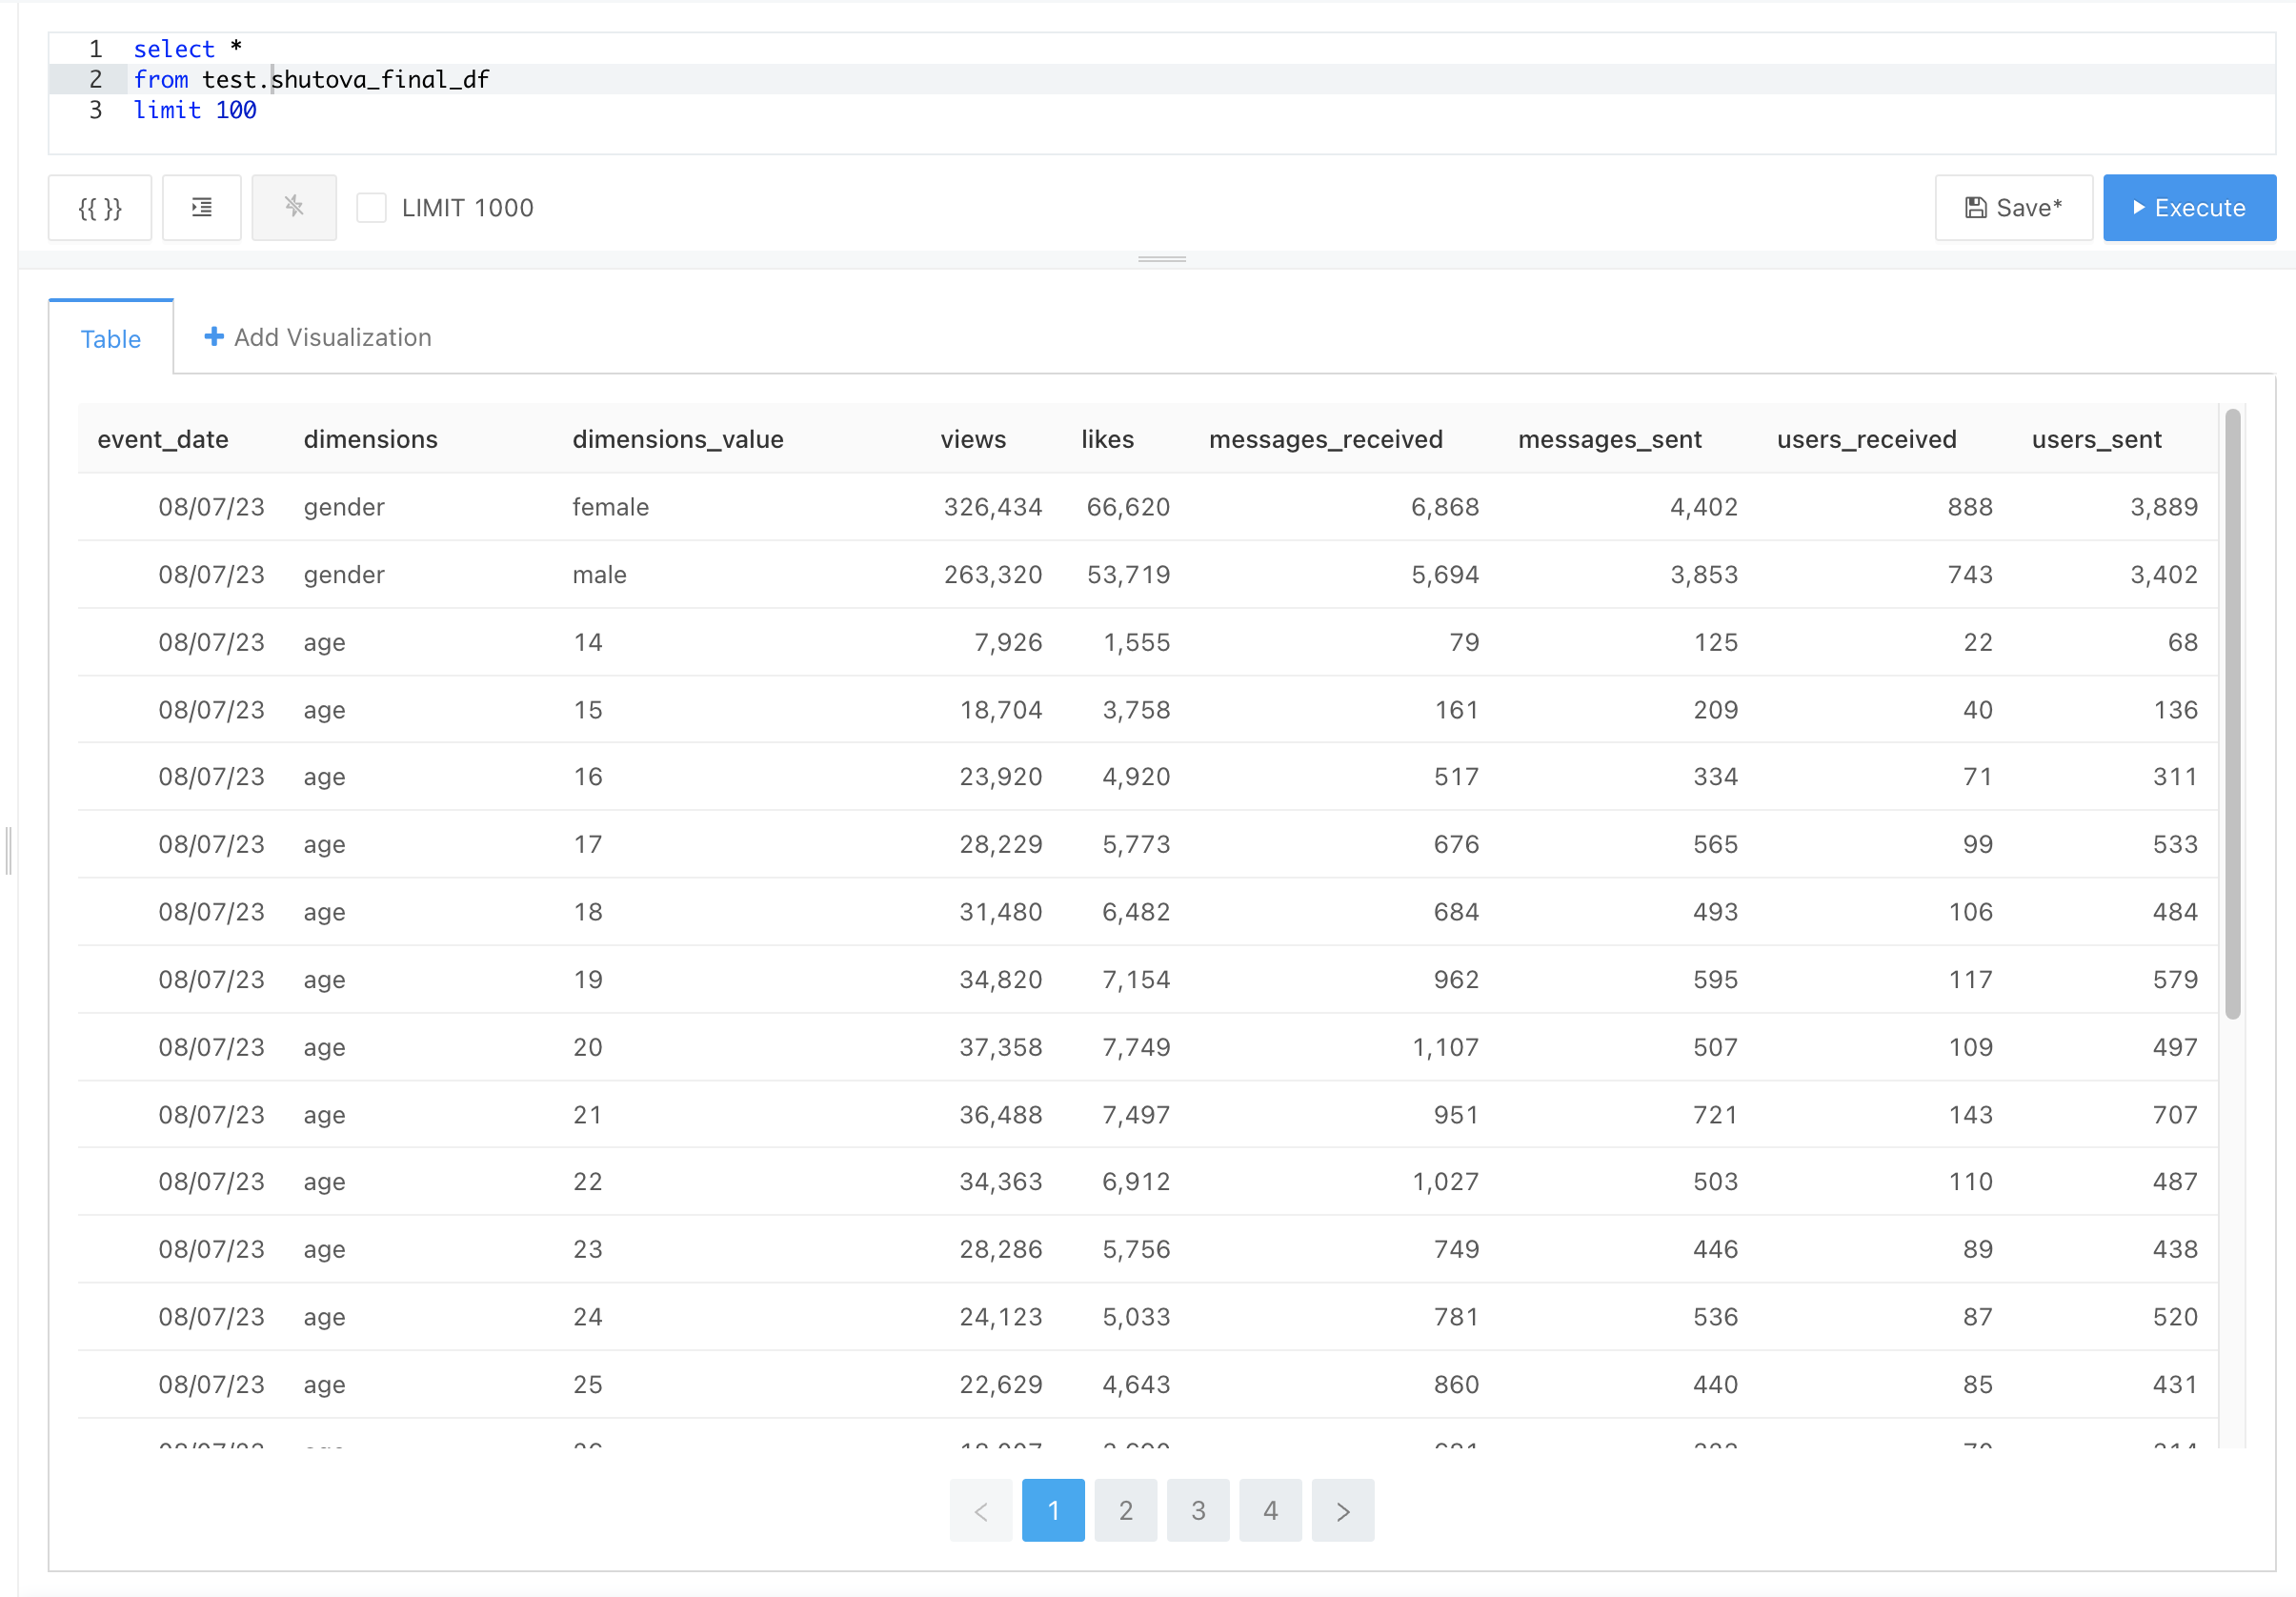 1 select *
2 from test.shutova_final_df
3 limit 100
{{ }} LIMIT 1000 Save* Execute
Table Add Visualization
event_date dimensions dimensions_value views likes messages_received messages_sent users_received users_sent
08/07/23 gender female 326,434 66,620 6,868 4,402 888 3,889
08/07/23 gender male 263,320 53,719 5,694 3,853 743 3,402
08/07/23 age 14 7,926 1,555 79 125 22 68
08/07/23 age 15 18,704 3,758 161 209 40 136
08/07/23 age 16 23,920 4,920 517 334 71 311
08/07/23 age 17 28,229 5,773 676 565 99 533
08/07/23 age 18 31,480 6,482 684 493 106 484
08/07/23 age 19 34,820 7,154 962 595 117 579
08/07/23 age 20 37,358 7,749 1,107 507 109 497
08/07/23 age 21 36,488 7,497 951 721 143 707
08/07/23 age 22 34,363 6,912 1,027 503 110 487
08/07/23 age 23 28,286 5,756 749 446 89 438
08/07/23 age 24 24,123 5,033 781 536 87 520
08/07/23 age 25 22,629 4,643 860 440 85 431
< 1 2 3 4 >